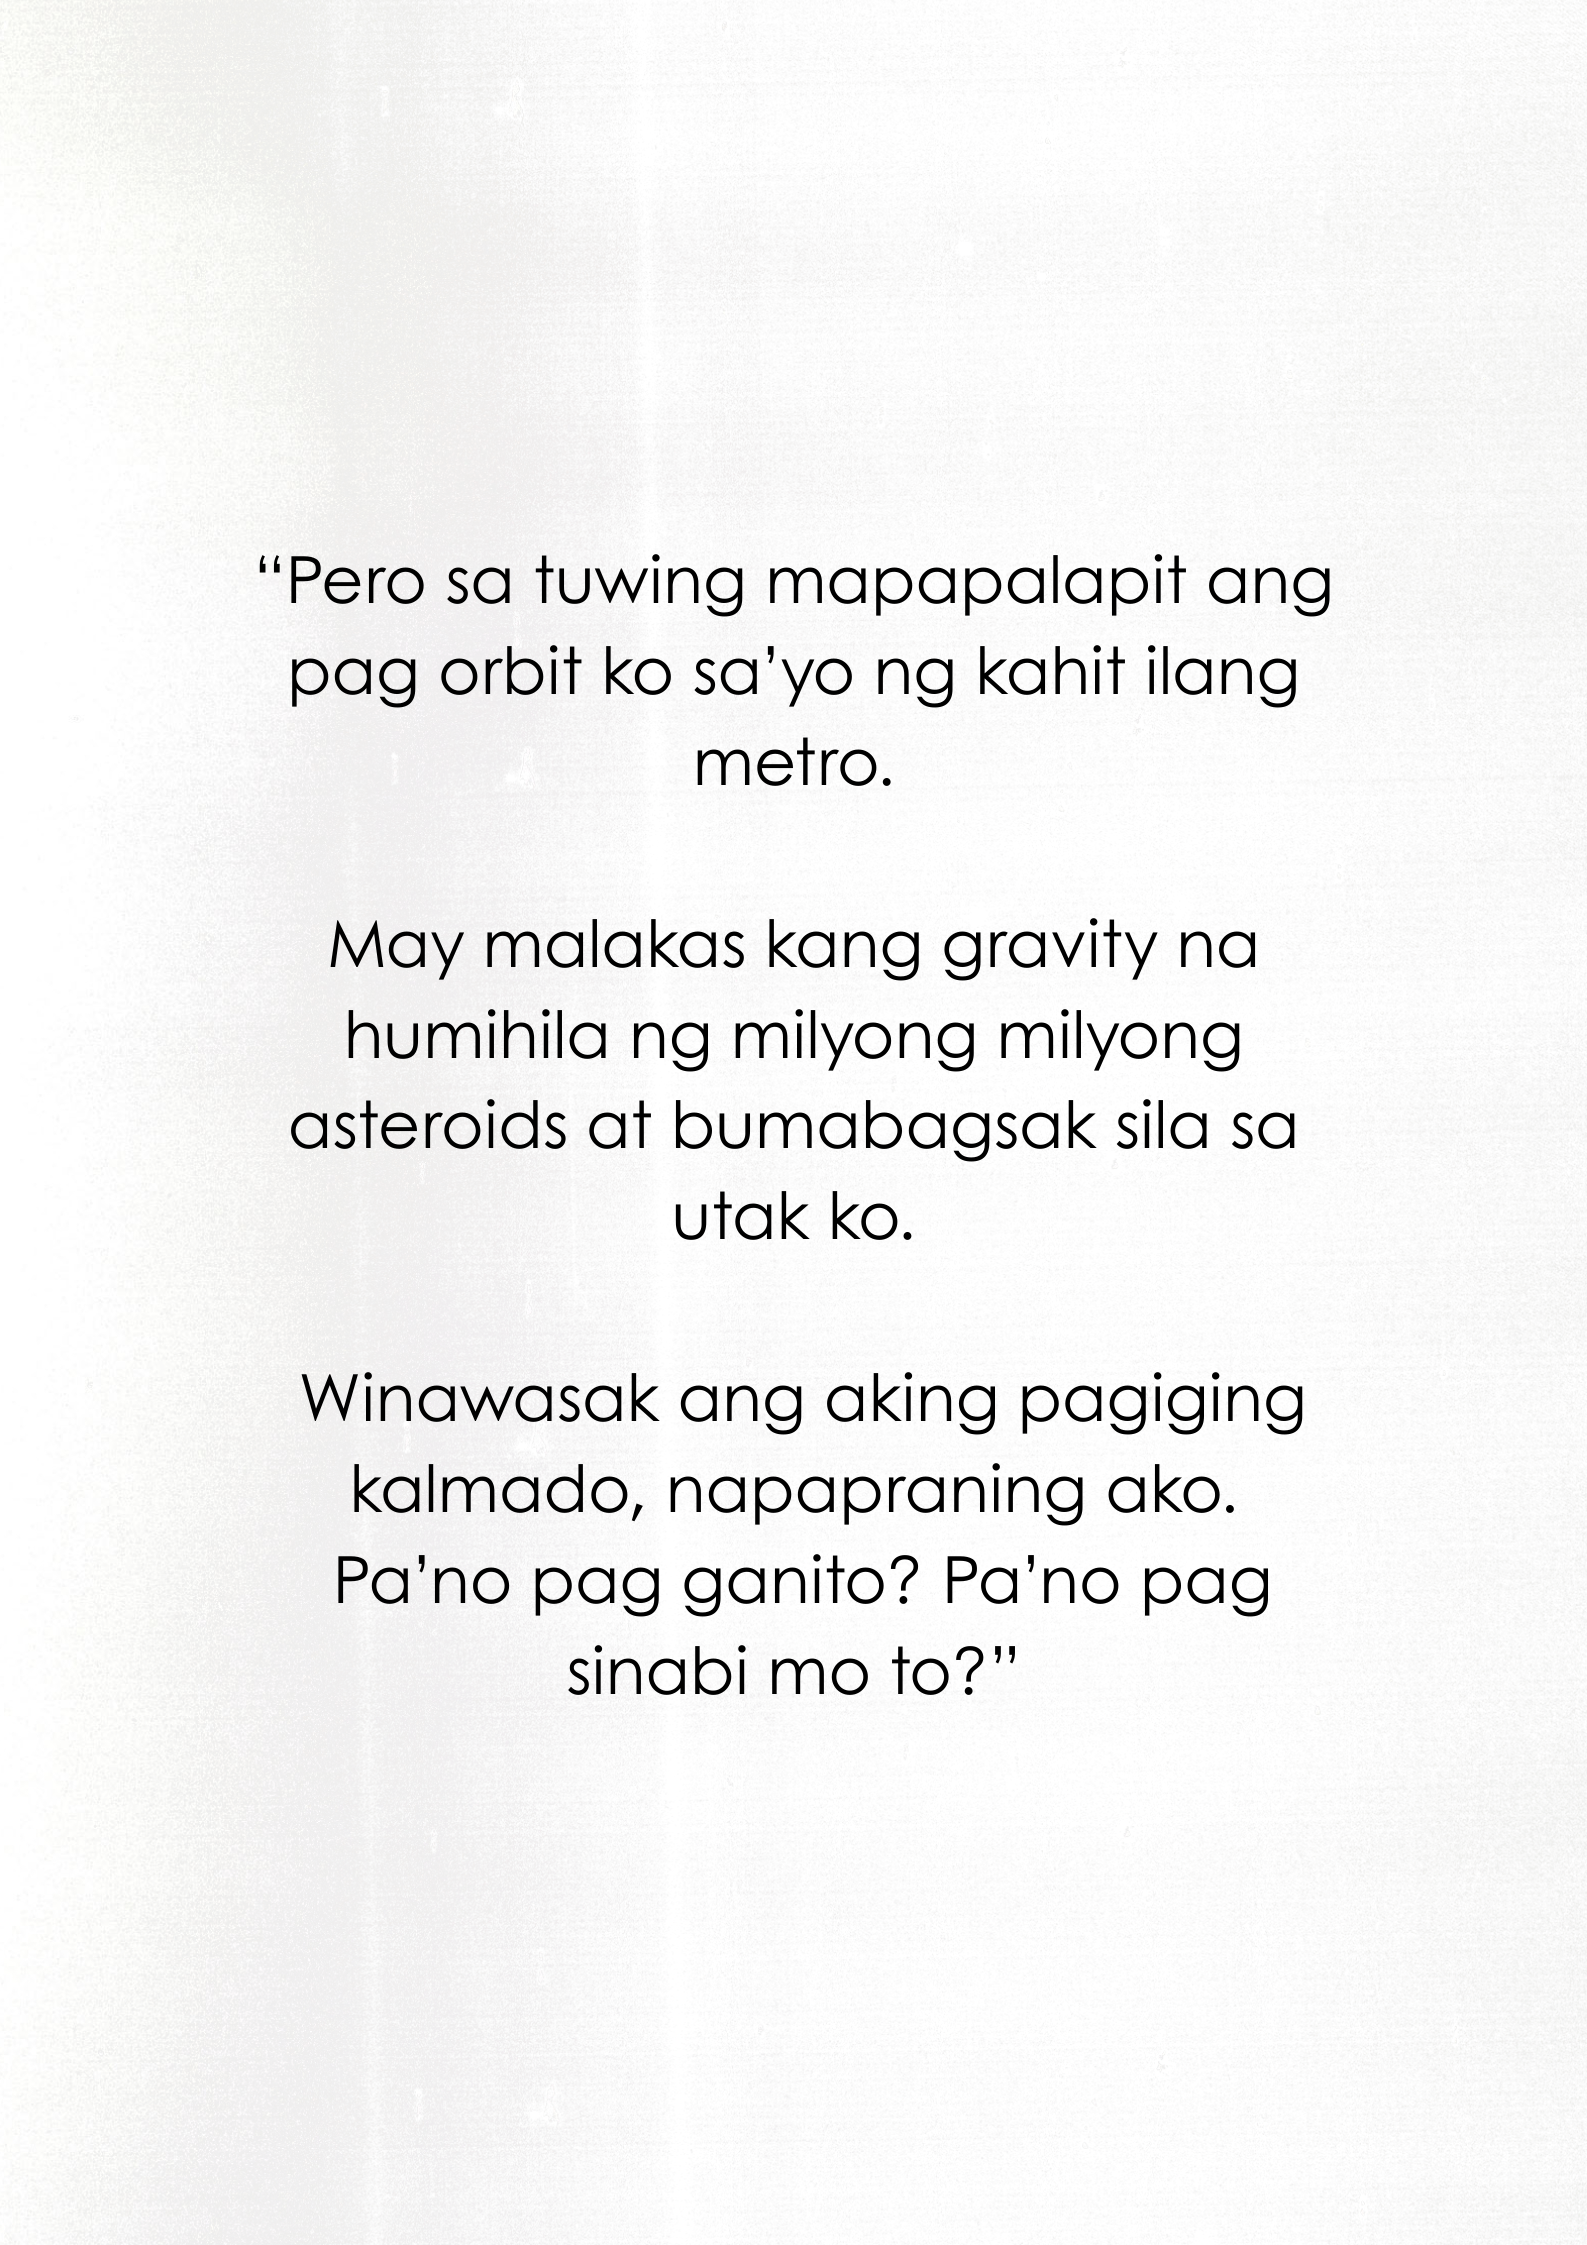 “Pero sa tuwing mapapalapit ang
pag orbit ko sa’yo ng kahit ilang
metro.
May malakas kang gravity na
humihila ng milyong milyong
asteroids at bumabagsak sila sa
utak ko.
Winawasak ang aking pagiging
kalmado, napapraning ako.
Pa’no pag ganito? Pa’no pag
sinabi mo to?”